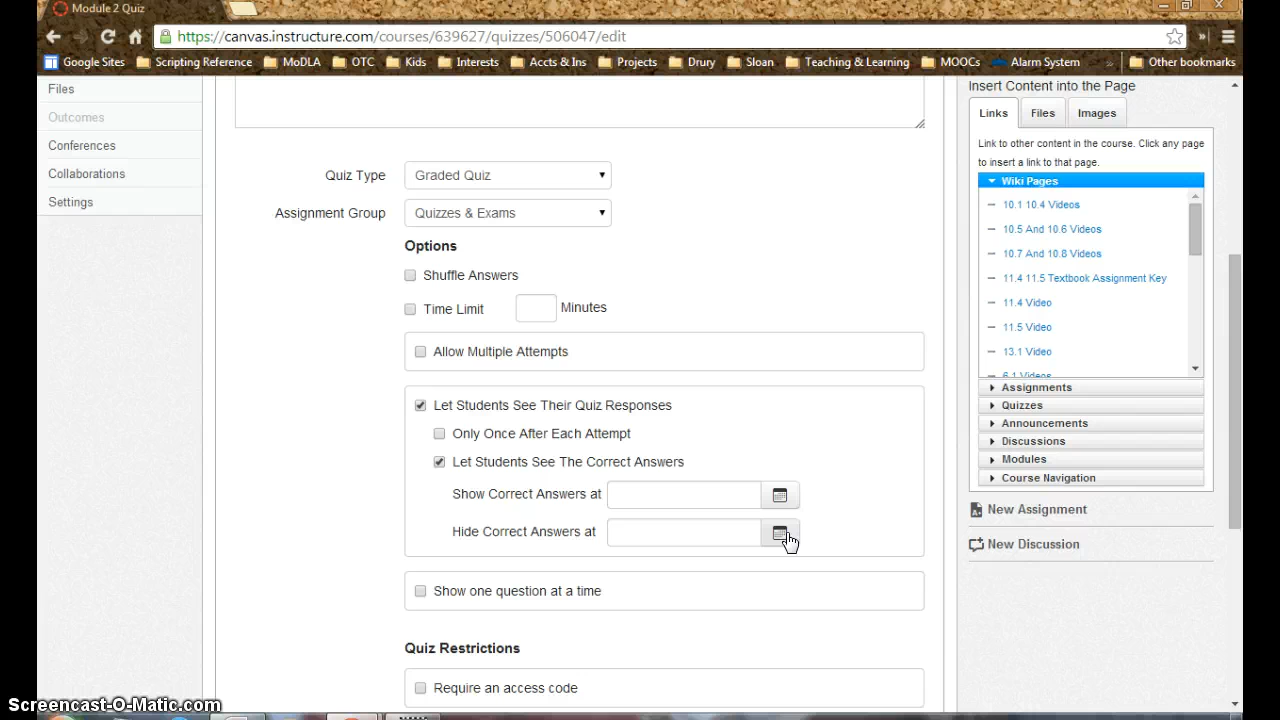 Module 2 Quiz
https://canvas.instructure.com/courses/639627/quizzes/506047/edit
Google Sites Scripting Reference MoDLA OTC Kids Interests Accts & Ins Projects Drury Sloan Teaching & Learning MOOCs Alarm System » Other bookmarks
Files
Outcomes
Conferences
Collaborations
Settings
Quiz Type Graded Quiz
Assignment Group Quizzes & Exams
Options
Shuffle Answers
Time Limit Minutes
Allow Multiple Attempts
Let Students See Their Quiz Responses
Only Once After Each Attempt
Let Students See The Correct Answers
Show Correct Answers at
Hide Correct Answers at
Show one question at a time
Quiz Restrictions
Require an access code
Insert Content into the Page
Links Files Images
Link to other content in the course. Click any page
to insert a link to that page.
Wiki Pages
10.1 10.4 Videos
10.5 And 10.6 Videos
10.7 And 10.8 Videos
11.4 11.5 Textbook Assignment Key
11.4 Video
11.5 Video
13.1 Video
6.1 Videos
Assignments
Quizzes
Announcements
Discussions
Modules
Course Navigation
New Assignment
New Discussion
Screencast-O-Matic.com